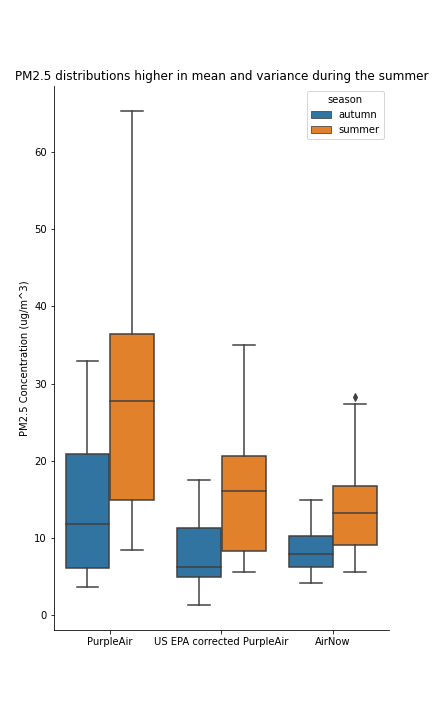 PM2.5 distributions higher in mean and variance during the summer
season
autumn
summer
60
50
40
30
20
10
0
PM2.5 Concentration (ug/m^3)
PurpleAir
US EPA corrected PurpleAir
AirNow